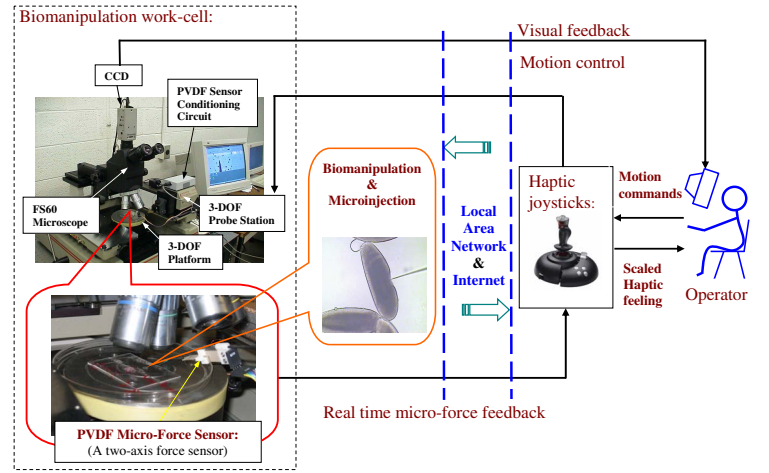 Biomanipulation work-cell:
Visual feedback
Motion control
CCD
PVDF Sensor
Conditioning
Circuit
FS60
Microscope
3-DOF
Probe Station
3-DOF
Platform
Biomanipulation
&
Microinjection
Local
Area
Network
&
Internet
Haptic
joysticks:
Motion
commands
Scaled
Haptic
feeling
Operator
Real time micro-force feedback
PVDF Micro-Force Sensor:
(A two-axis force sensor)